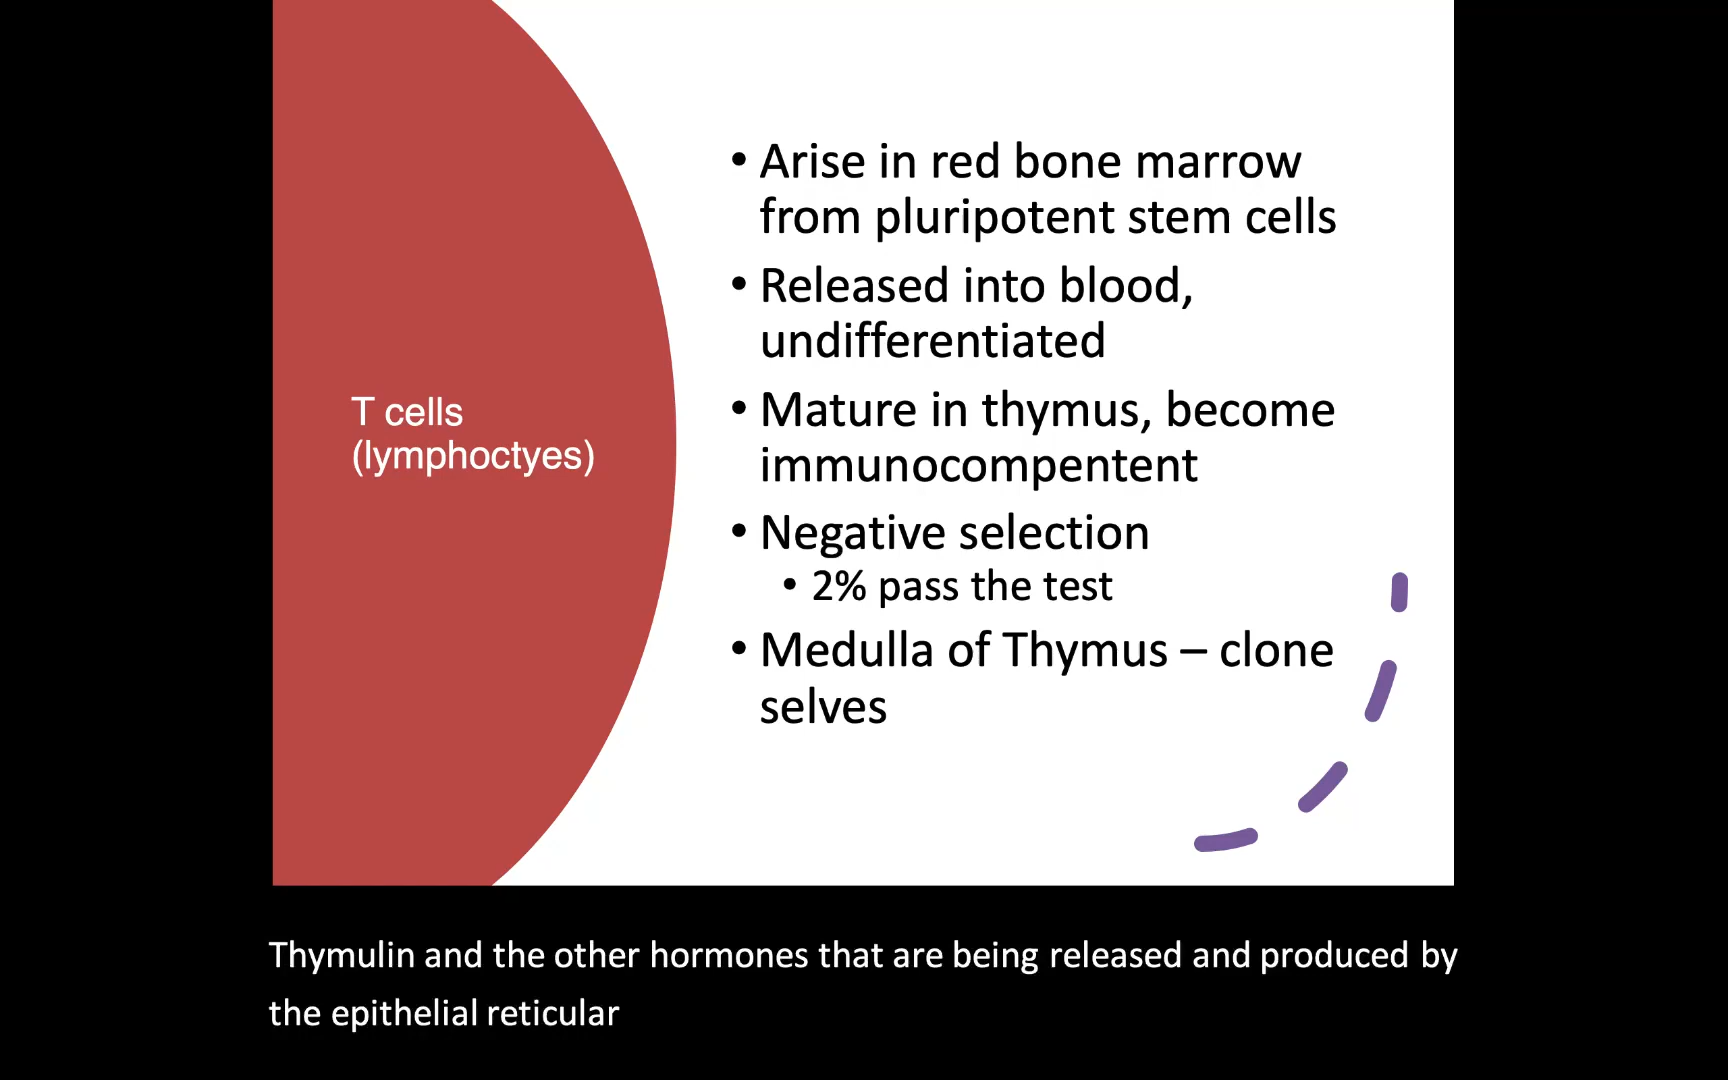 T cells
(lymphoctyes)
• Arise in red bone marrow
from pluripotent stem cells
• Released into blood,
undifferentiated
• Mature in thymus, become
immunocompentent
• Negative selection
• 2% pass the test
• Medulla of Thymus – clone
selves
Thymulin and the other hormones that are being released and produced by
the epithelial reticular